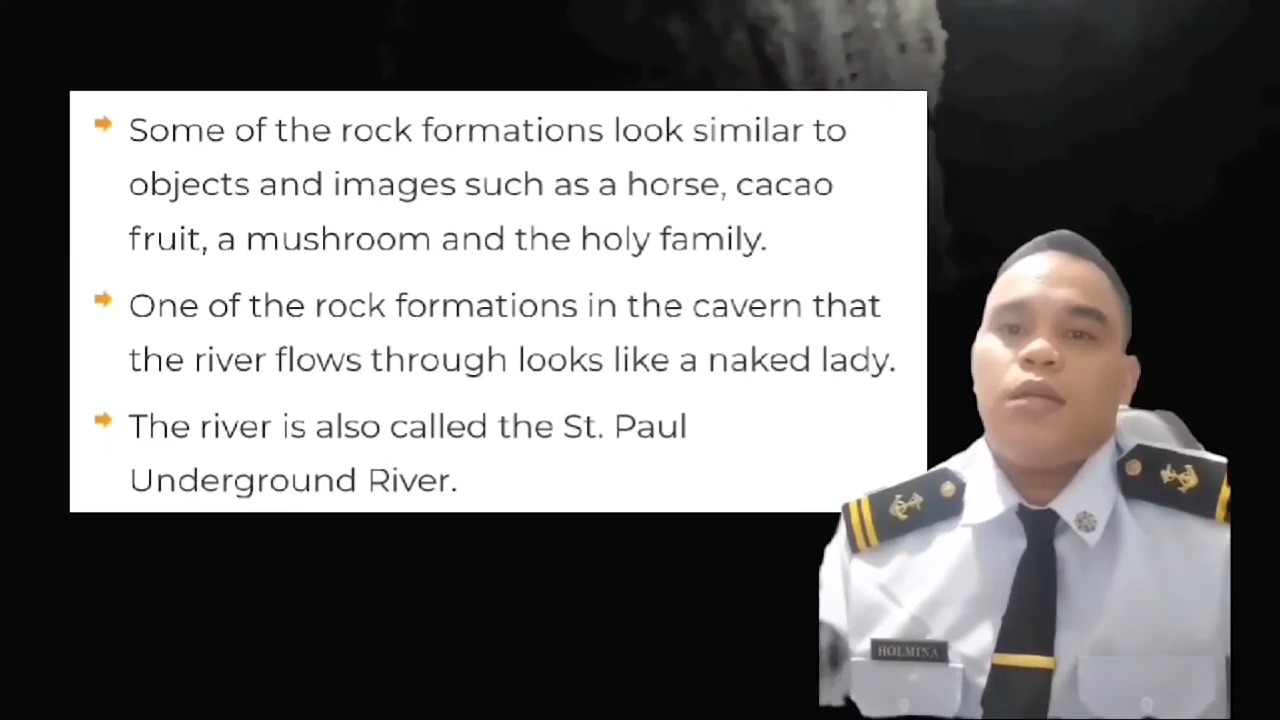 Some of the rock formations look similar to
objects and images such as a horse, cacao
fruit, a mushroom and the holy family.
One of the rock formations in the cavern that
the river flows through looks like a naked lady.
The river is also called the St. Paul
Underground River.
HOLMINA